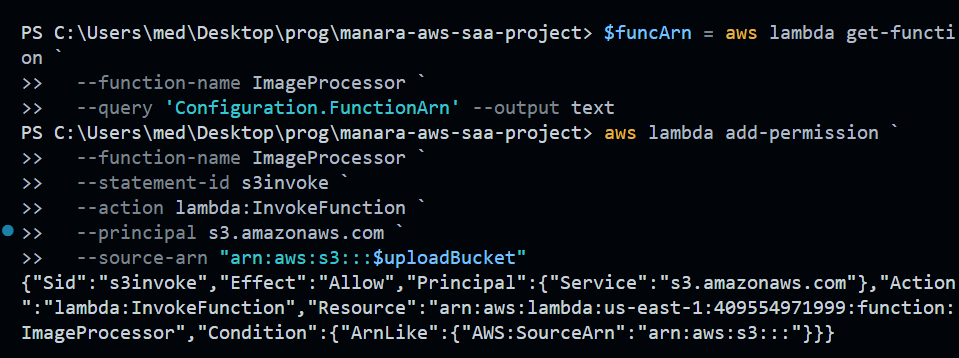 PS C:\Users\med\Desktop\prog\manara-aws-saa-project> $funcArn = aws lambda get-functi
on `
>>   --function-name ImageProcessor `
>>   --query 'Configuration.FunctionArn' --output text
PS C:\Users\med\Desktop\prog\manara-aws-saa-project> aws lambda add-permission `
>>   --function-name ImageProcessor `
>>   --statement-id s3invoke `
>>   --action lambda:InvokeFunction `
>>   --principal s3.amazonaws.com `
>>   --source-arn "arn:aws:s3:::$uploadBucket"
{"Sid":"s3invoke","Effect":"Allow","Principal":{"Service":"s3.amazonaws.com"},"Action
":"lambda:InvokeFunction","Resource":"arn:aws:lambda:us-east-1:409554971999:function:
ImageProcessor","Condition":{"ArnLike":{"AWS:SourceArn":"arn:aws:s3:::"}}}